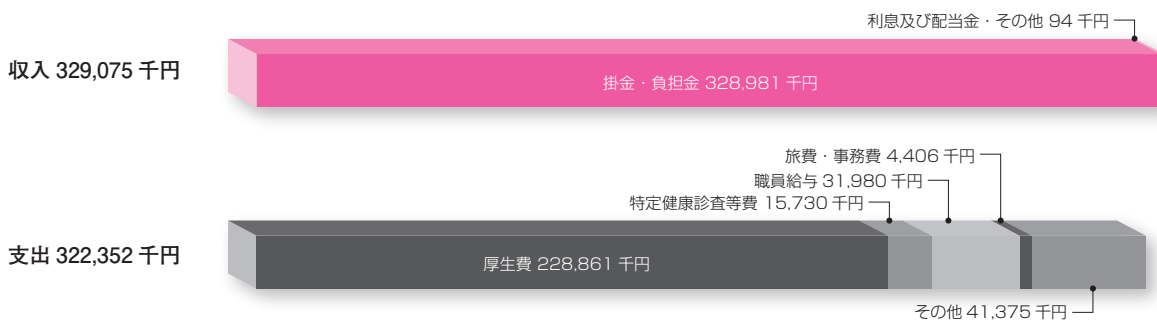 利息及び配当金・その他 94 千円
収入 329,075 千円
掛金・負担金 328,981 千円
旅費・事務費 4,406 千円
職員給与 31,980 千円
特定健康診査等費 15,730 千円
支出 322,352 千円
厚生費 228,861 千円
その他 41,375 千円